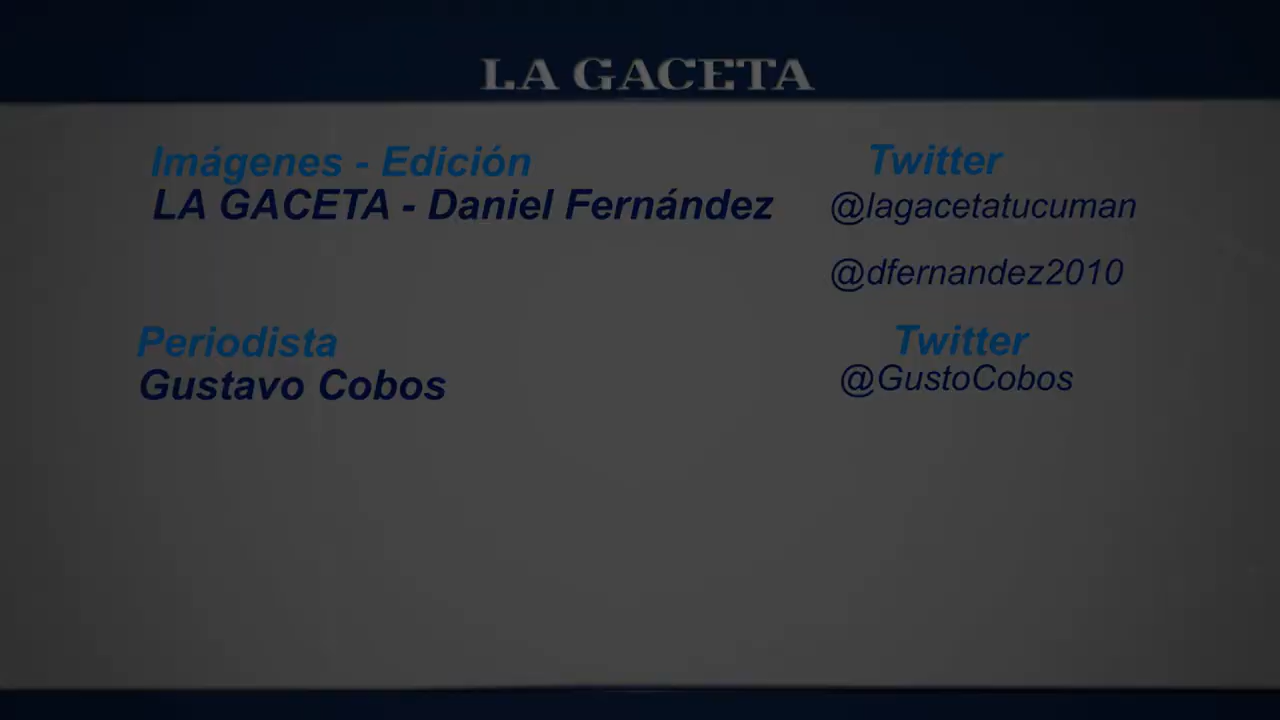 LA GACETA
Imágenes - Edición
LA GACETA - Daniel Fernández
Twitter
@lagacetatucuman
@dfernandez2010
Periodista
Gustavo Cobos
Twitter
@GustoCobos